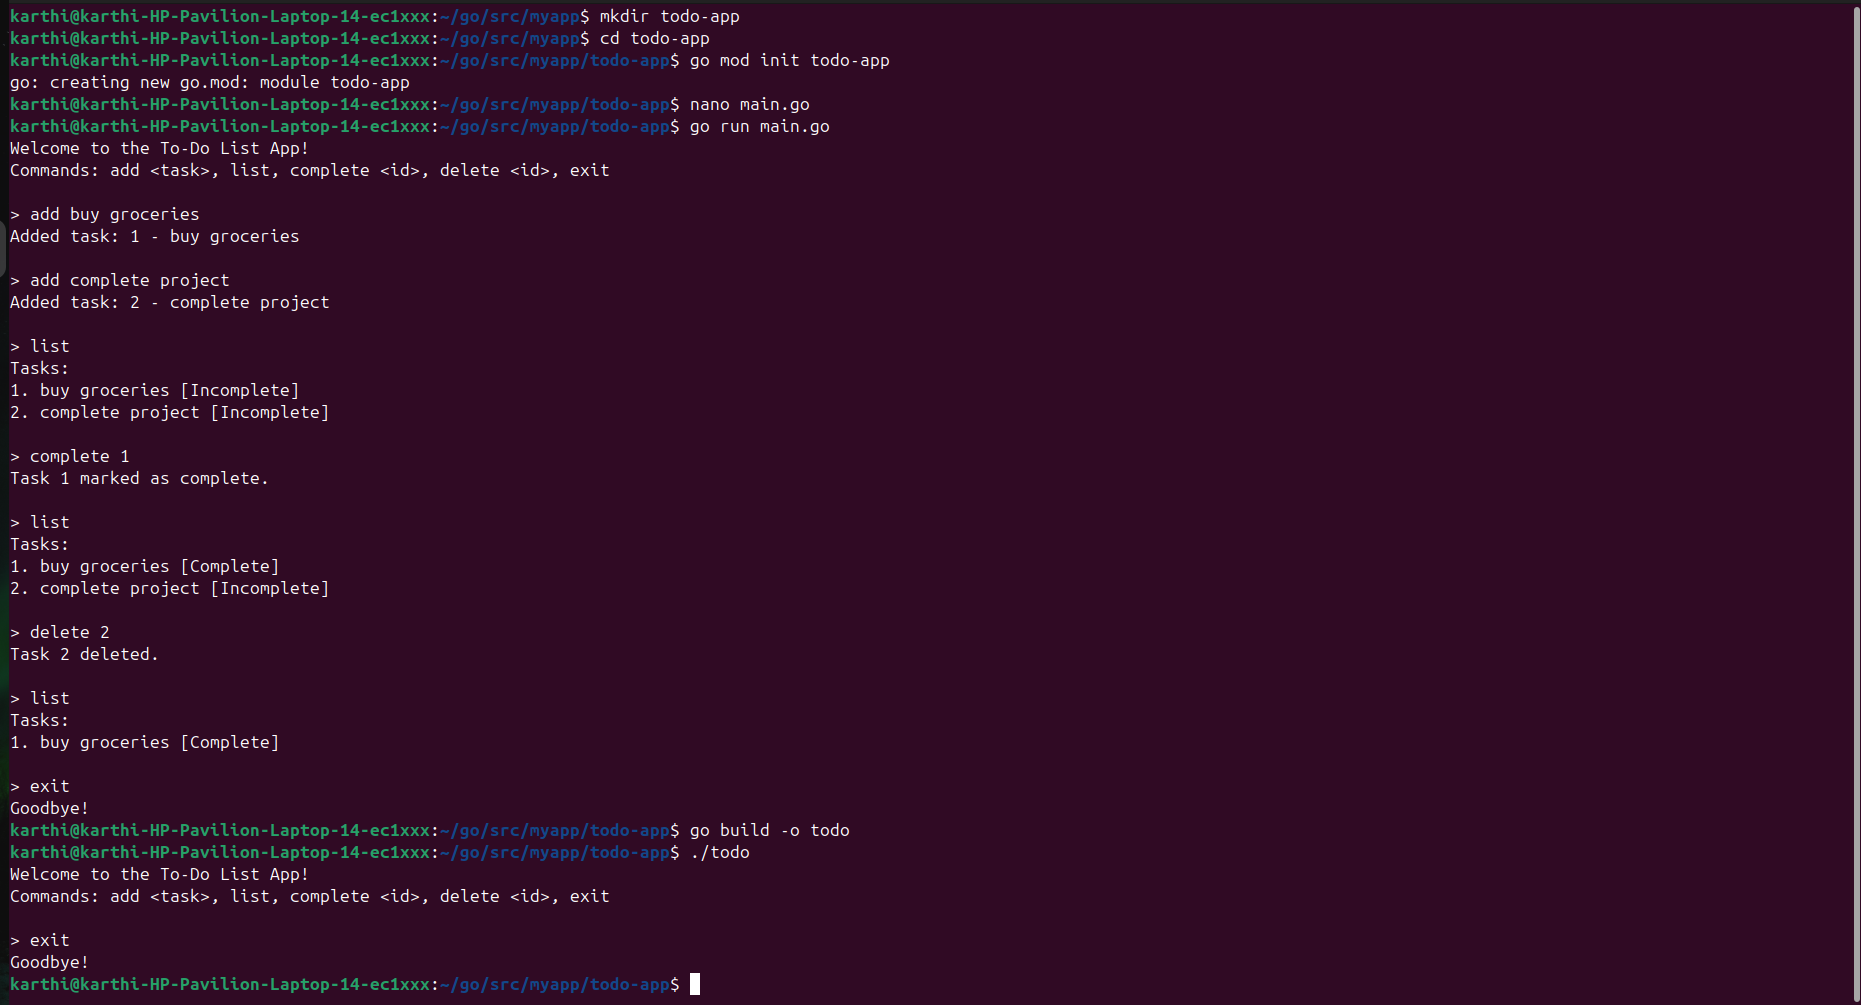 karthi@karthi-HP-Pavilion-Laptop-14-ec1xxx:~/go/src/myapp$ mkdir todo-app
karthi@karthi-HP-Pavilion-Laptop-14-ec1xxx:~/go/src/myapp$ cd todo-app
karthi@karthi-HP-Pavilion-Laptop-14-ec1xxx:~/go/src/myapp/todo-app$ go mod init todo-app
go: creating new go.mod: module todo-app
karthi@karthi-HP-Pavilion-Laptop-14-ec1xxx:~/go/src/myapp/todo-app$ nano main.go
karthi@karthi-HP-Pavilion-Laptop-14-ec1xxx:~/go/src/myapp/todo-app$ go run main.go
Welcome to the To-Do List App!
Commands: add <task>, list, complete <id>, delete <id>, exit

> add buy groceries
Added task: 1 - buy groceries

> add complete project
Added task: 2 - complete project

> list
Tasks:
1. buy groceries [Incomplete]
2. complete project [Incomplete]

> complete 1
Task 1 marked as complete.

> list
Tasks:
1. buy groceries [Complete]
2. complete project [Incomplete]

> delete 2
Task 2 deleted.

> list
Tasks:
1. buy groceries [Complete]

> exit
Goodbye!
karthi@karthi-HP-Pavilion-Laptop-14-ec1xxx:~/go/src/myapp/todo-app$ go build -o todo
karthi@karthi-HP-Pavilion-Laptop-14-ec1xxx:~/go/src/myapp/todo-app$ ./todo
Welcome to the To-Do List App!
Commands: add <task>, list, complete <id>, delete <id>, exit

> exit
Goodbye!
karthi@karthi-HP-Pavilion-Laptop-14-ec1xxx:~/go/src/myapp/todo-app$